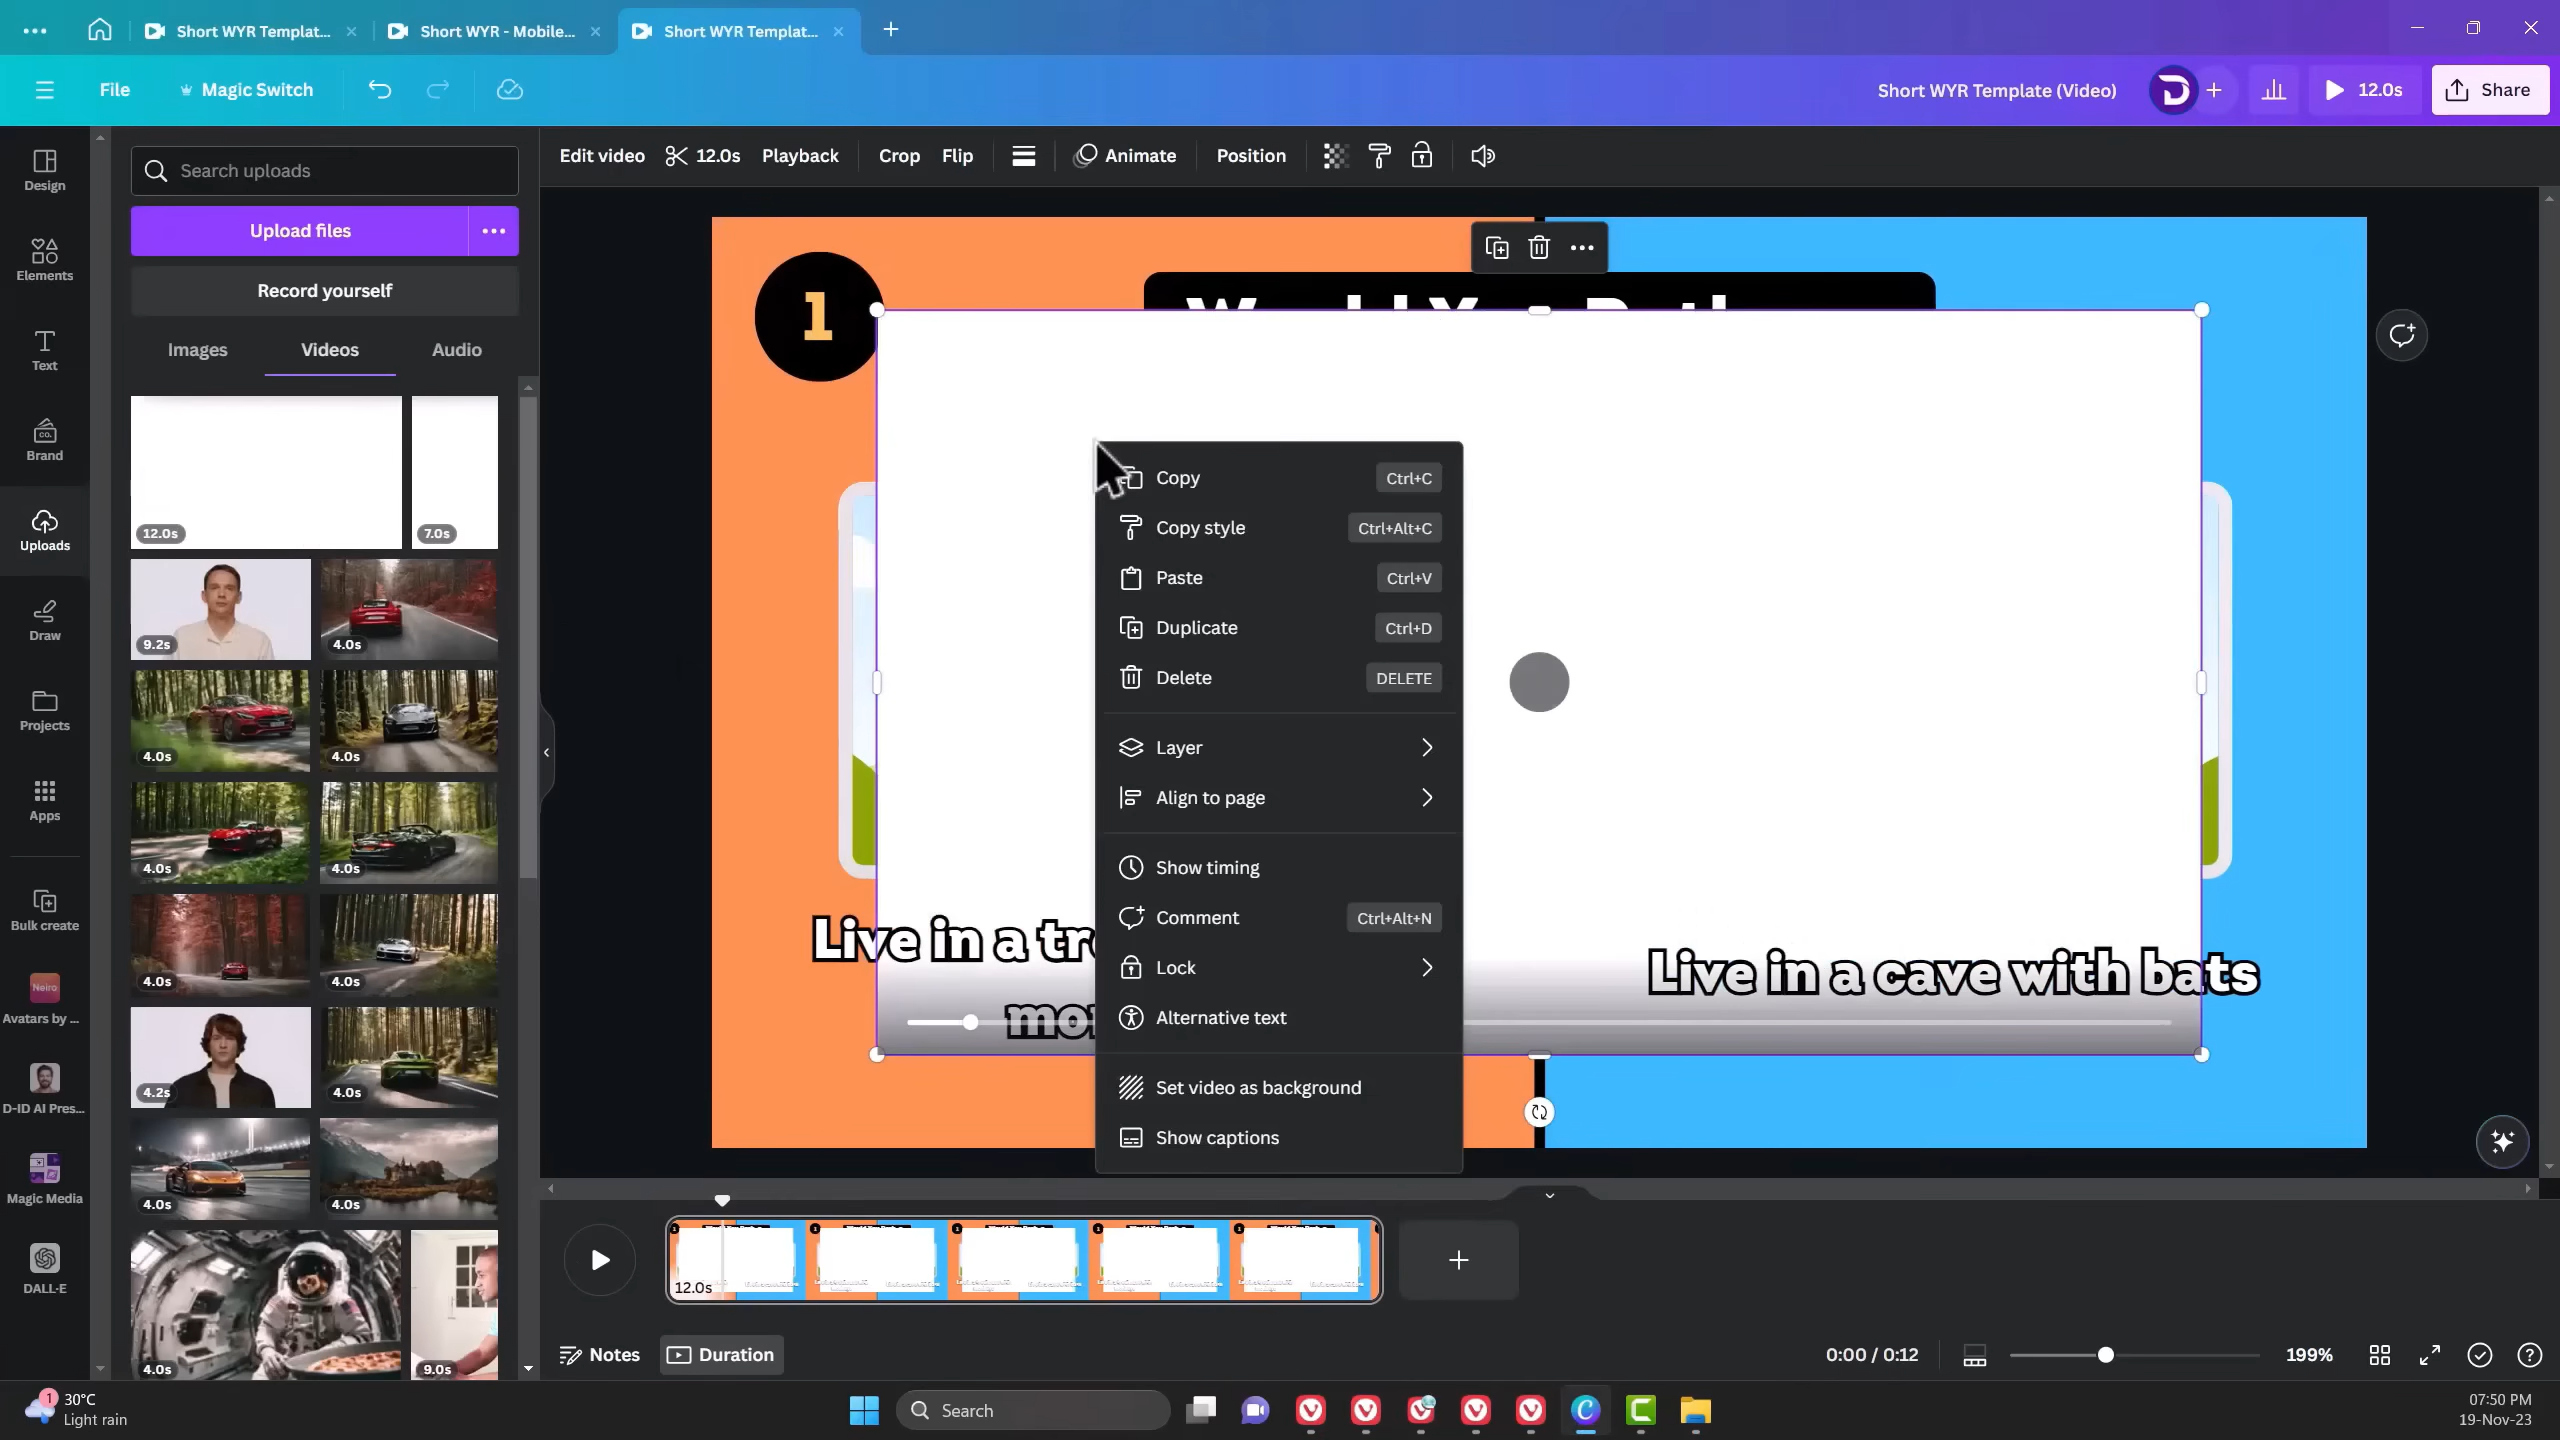 Short WYR Templat...
Short WYR - Mobile...
Short WYR Templat...
File
Magic Switch
Short WYR Template (Video)
12.0s
Share
Design
Elements
Text
Brand
Uploads
Draw
Projects
Apps
Bulk create
Neiro
Avatars by ...
D-ID AI Pres...
Magic Media
DALL·E
Search uploads
Upload files
Record yourself
Images
Videos
Audio
12.0s
7.0s
9.2s
4.0s
4.0s
4.0s
4.0s
4.0s
4.0s
4.0s
4.2s
4.0s
4.0s
4.0s
4.0s
9.0s
Edit video
12.0s
Playback
Crop
Flip
Animate
Position
1
Copy Ctrl+C
Copy style Ctrl+Alt+C
Paste Ctrl+V
Duplicate Ctrl+D
Delete DELETE
Layer
Align to page
Show timing
Comment Ctrl+Alt+N
Lock
Alternative text
Set video as background
Show captions
Live in a
Live in a cave with bats
12.0s
Notes
Duration
0:00 / 0:12
199%
1
30°C
Light rain
Search
07:50 PM
19-Nov-23